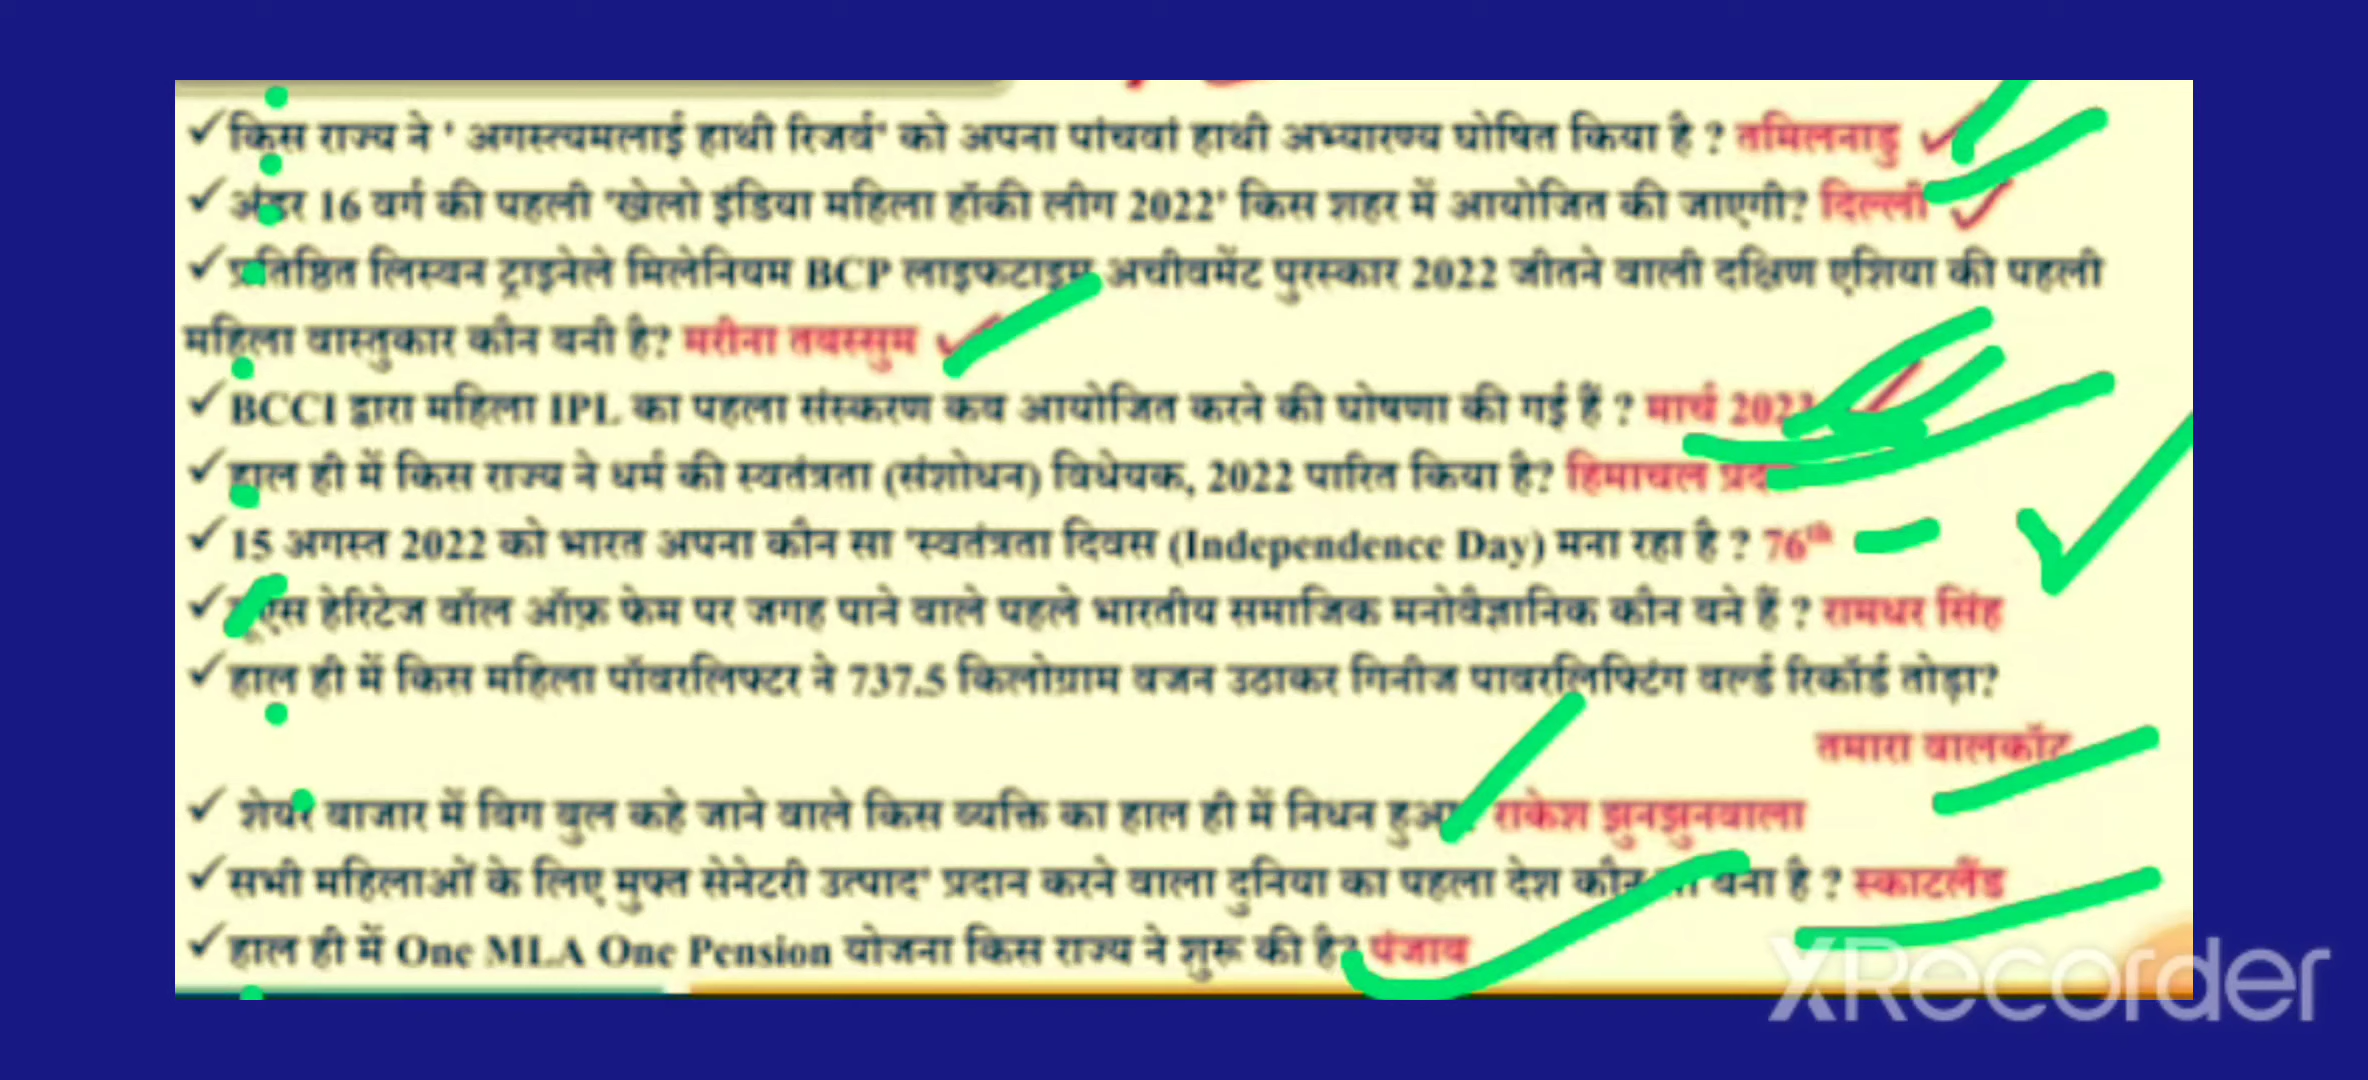 ✓किस राज्य ने ' अगस्त्यमलाई हाथी रिजर्व' को अपना पांचवां हाथी अभ्यारण्य घोषित किया है ? तमिलनाडु
✓अंडर 16 वर्ग की पहली 'खेलो इंडिया महिला हॉकी लीग 2022' किस शहर में आयोजित की जाएगी? दिल्ली
✓प्रतिष्ठित लिस्बन ट्राइनेले मिलेनियम BCP लाइफटाइम अचीवमेंट पुरस्कार 2022 जीतने वाली दक्षिण एशिया की पहली
महिला वास्तुकार कौन बनी है? मरीना तबस्सुम
✓BCCI द्वारा महिला IPL का पहला संस्करण कब आयोजित करने की घोषणा की गई हैं ? मार्च
✓हाल ही में किस राज्य ने धर्म की स्वतंत्रता (संशोधन) विधेयक, 2022 पारित किया है? हिमाचल
✓15 अगस्त 2022 को भारत अपना कौन सा 'स्वतंत्रता दिवस (Independence Day) मना रहा है ? 76th
✓ हेरिटेज वॉल ऑफ़ फेम पर जगह पाने वाले पहले भारतीय समाजिक मनोवैज्ञानिक कौन बने हैं ? रामधर सिंह
✓हाल ही में किस महिला पॉवरलिफ्टर ने 737.5 किलोग्राम वजन उठाकर गिनीज पावरलिफ्टिंग वर्ल्ड रिकॉर्ड तोड़ा?
तमारा वालकॉट
✓ शेयर बाजार में बिग बुल कहे जाने वाले किस व्यक्ति का हाल ही में निधन हुआ राकेश झुनझुनवाला
✓सभी महिलाओं के लिए मुफ्त सेनेटरी उत्पाद' प्रदान करने वाला दुनिया का पहला देश कौन बना है ? स्काटलैंड
✓हाल ही में One MLA One Pension योजना किस राज्य ने शुरू की है? पंजाब
XRecorder